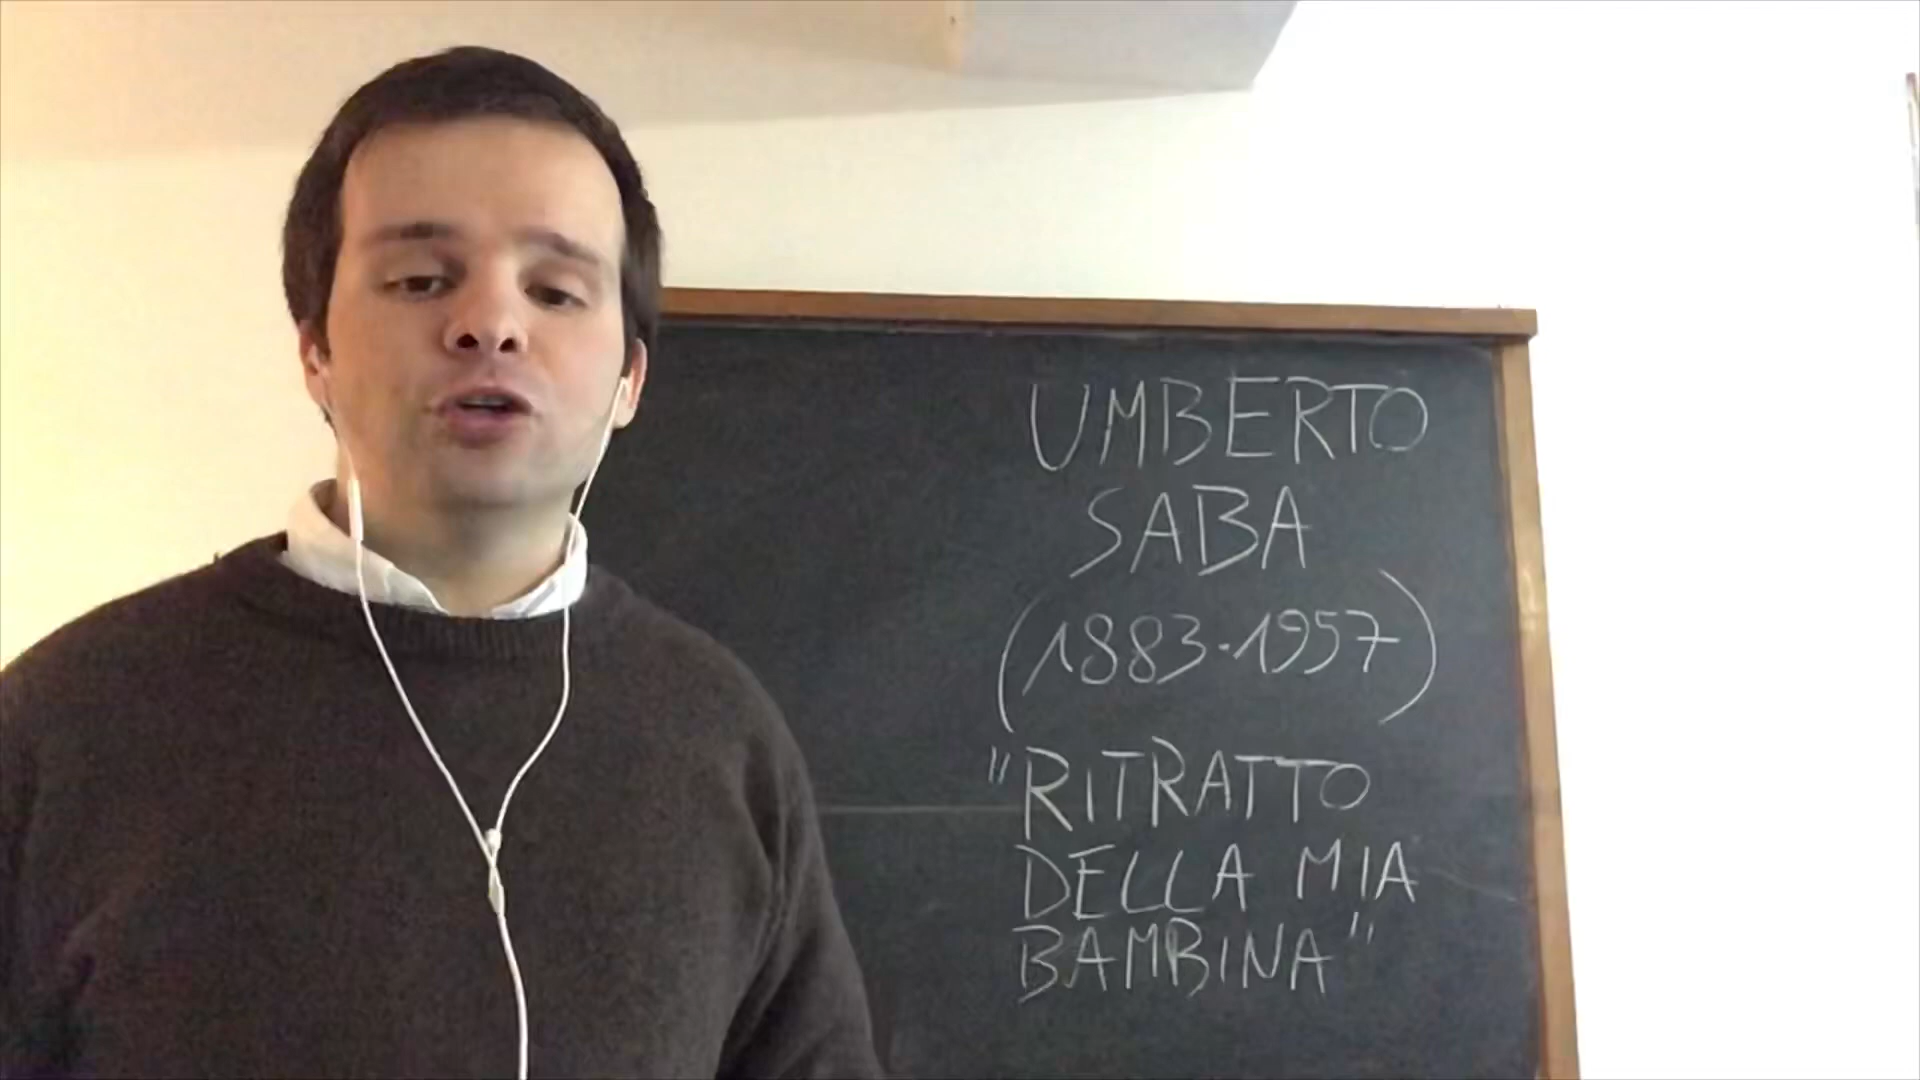 UMBERTO
SABA
(1883-1957)
"RITRATTO
DELLA MIA
BAMBINA"